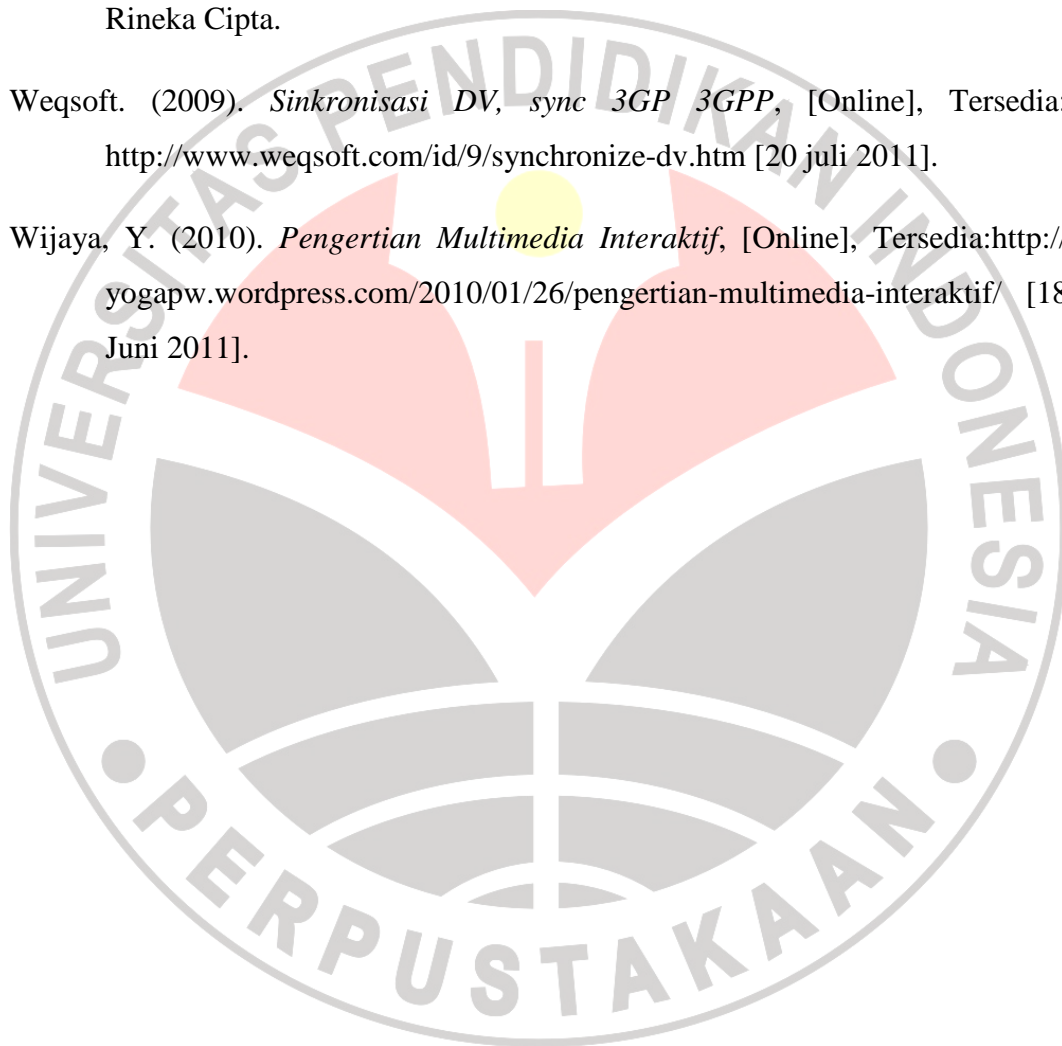 Rineka Cipta.
Weqsoft. (2009). Sinkronisasi DV, sync 3GP 3GPP, [Online], Tersedia:
http://www.weqsoft.com/id/9/synchronize-dv.htm [20 juli 2011].
Wijaya, Y. (2010). Pengertian Multimedia Interaktif, [Online], Tersedia:http://
yogapw.wordpress.com/2010/01/26/pengertian-multimedia-interaktif/ [18
Juni 2011].
UNIVERSITAS PENDIDIKAN INDONESIA
PERPUSTAKAAN